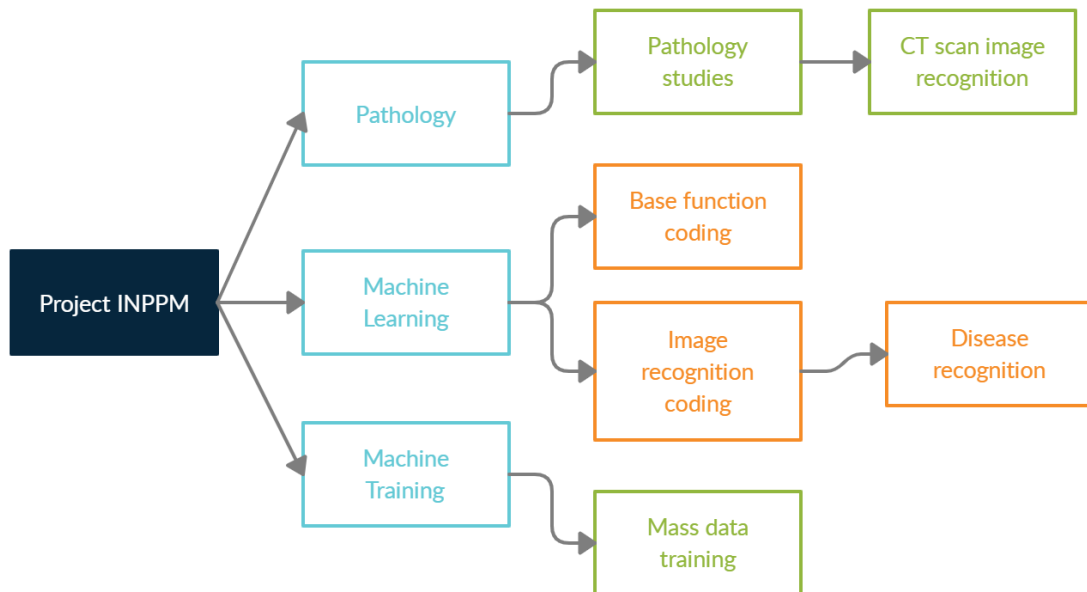 Project INPPM
Pathology
Pathology
studies
CT scan image
recognition
Machine
Learning
Base function
coding
Image
recognition
coding
Disease
recognition
Machine
Training
Mass data
training